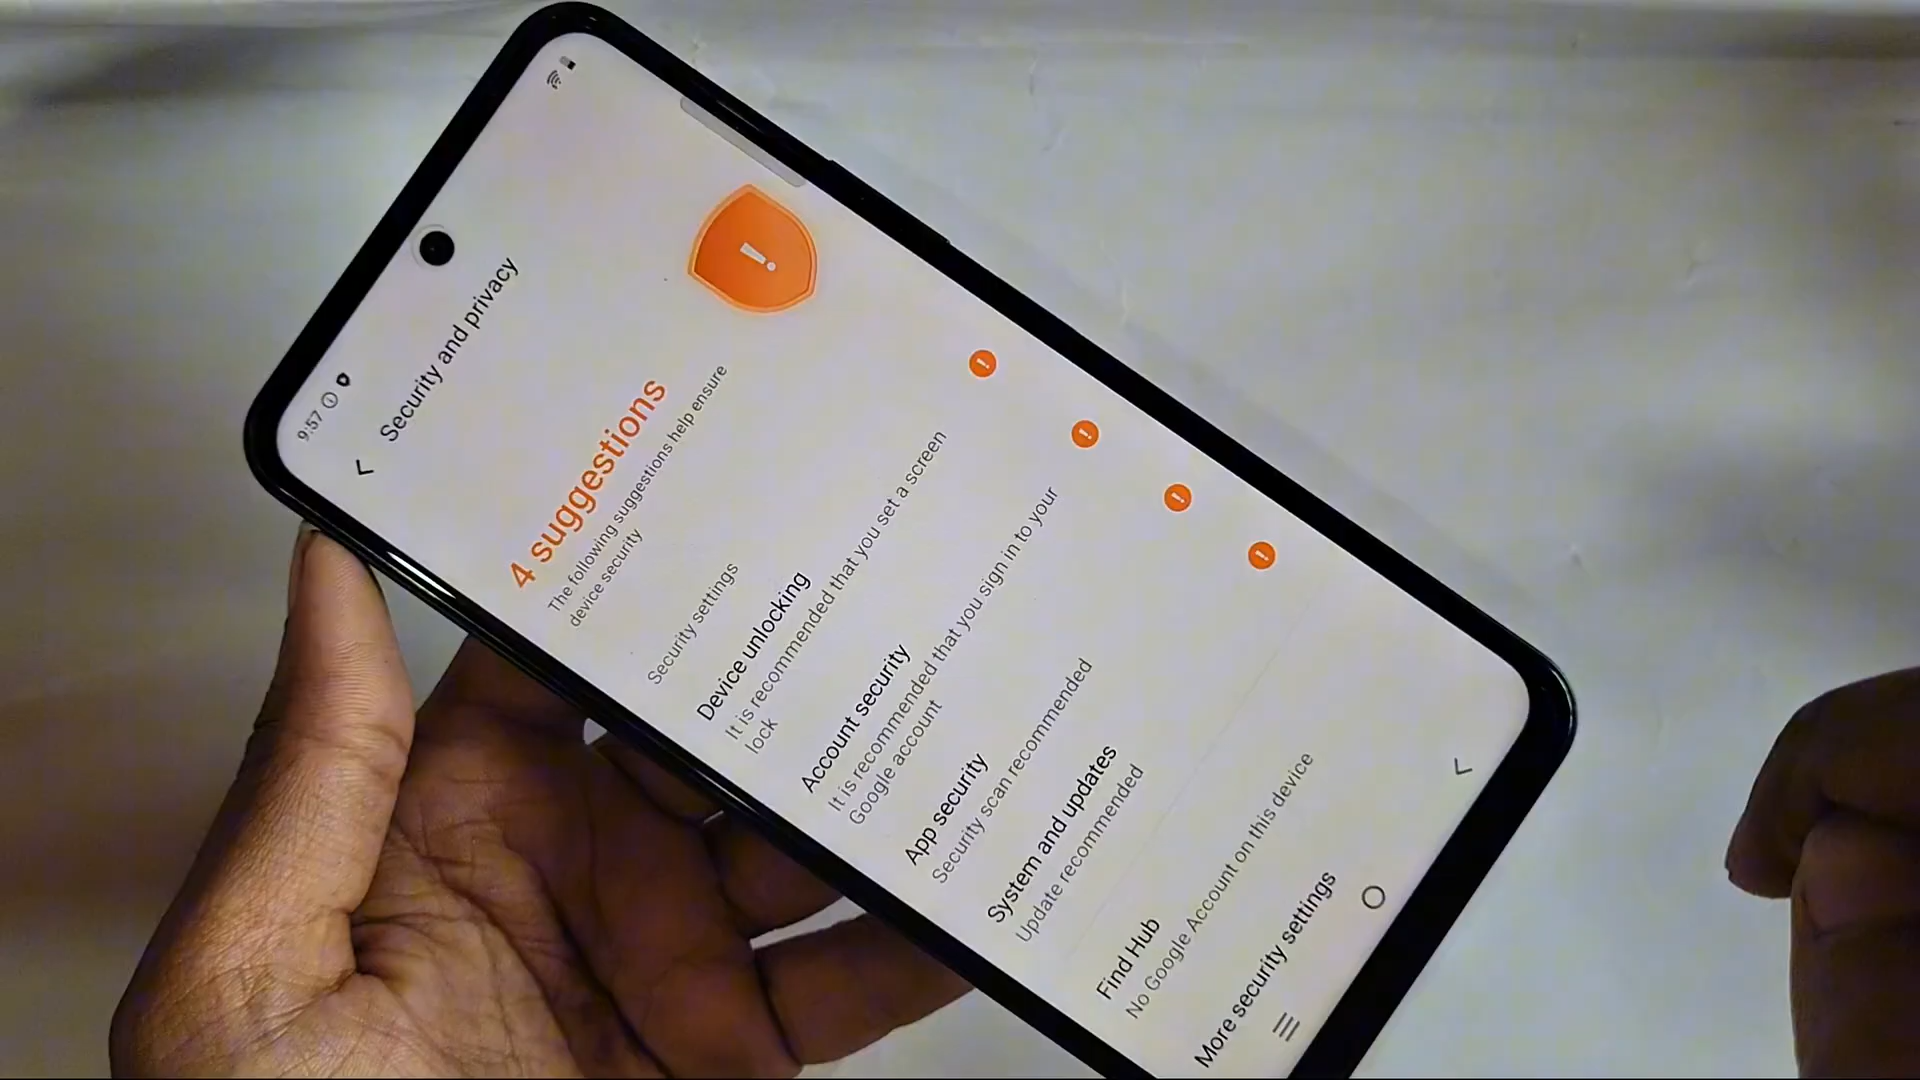 9:57
Security and privacy
4 suggestions
The following suggestions help ensure
device security
Security settings
Device unlocking
It is recommended that you set a screen
lock
Account security
It is recommended that you sign in to your
Google account
App security
Security scan recommended
System and updates
Update recommended
Find Hub
No Google Account on this device
More security settings